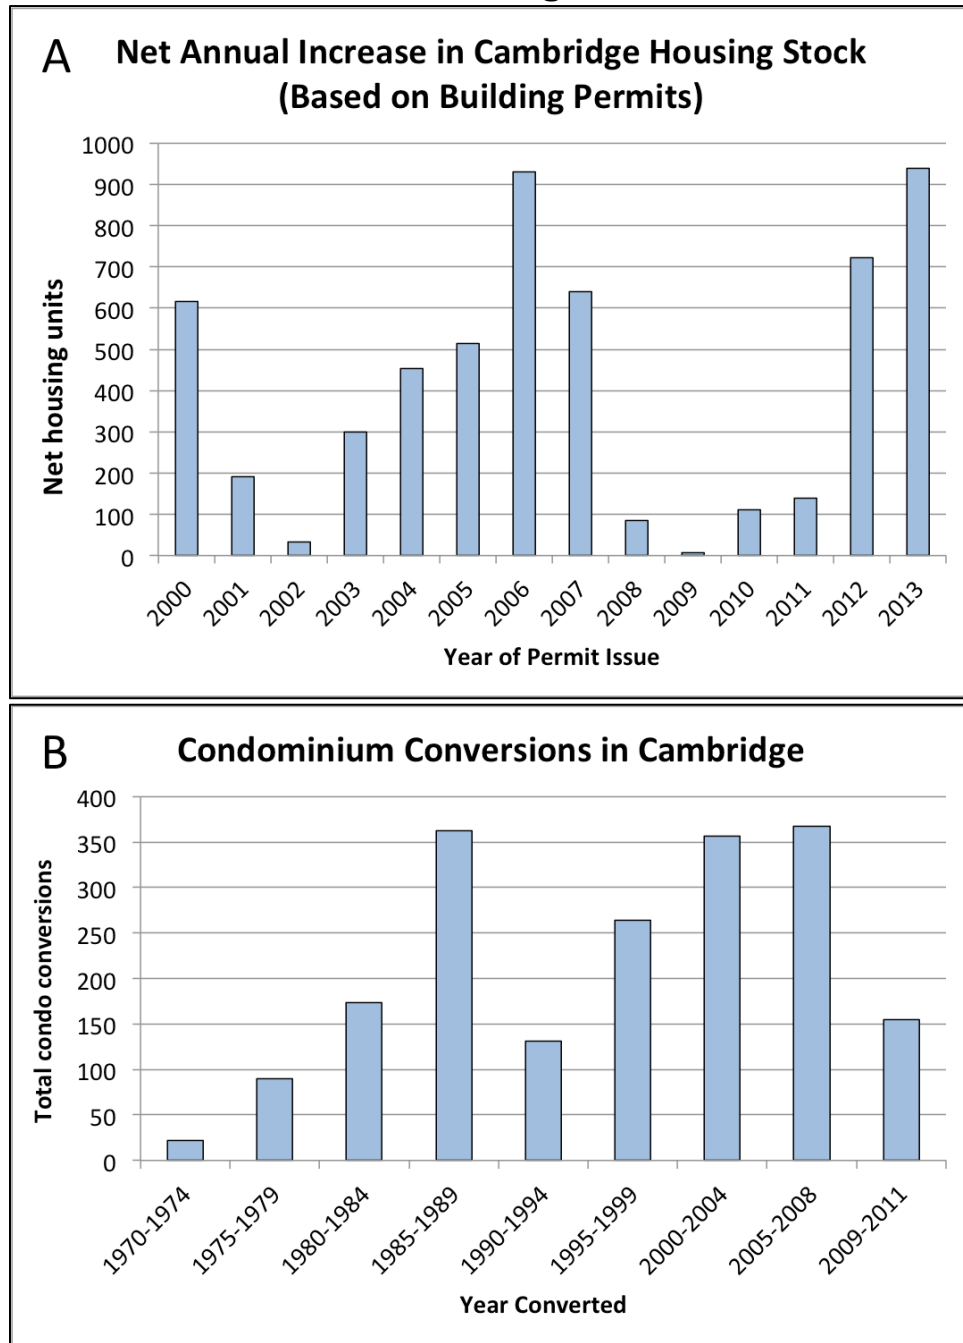 A
Net Annual Increase in Cambridge Housing Stock
(Based on Building Permits)
Net housing units
1000
900
800
700
600
500
400
300
200
100
0
2000 2001 2002 2003 2004 2005 2006 2007 2008 2009 2010 2011 2012 2013
Year of Permit Issue
B
Condominium Conversions in Cambridge
Total condo conversions
400
350
300
250
200
150
100
50
0
1970-1974 1975-1979 1980-1984 1985-1989 1990-1994 1995-1999 2000-2004 2005-2008 2009-2011
Year Converted